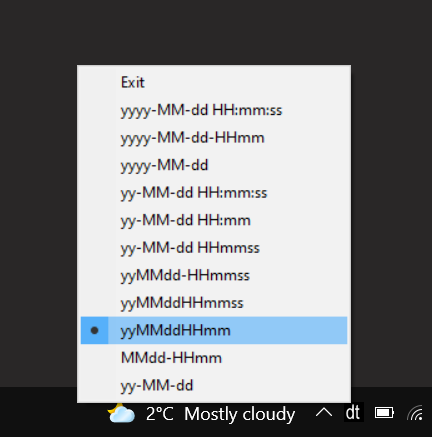 Exit
yyyy-MM-dd HH:mm:ss
yyyy-MM-dd-HHmm
yyyy-MM-dd
yy-MM-dd HH:mm:ss
yy-MM-dd HH:mm
yy-MM-dd HHmmss
yyMMdd-HHmmss
yyMMddHHmmss
yyMMddHHmm
MMdd-HHmm
yy-MM-dd
2°C Mostly cloudy dt